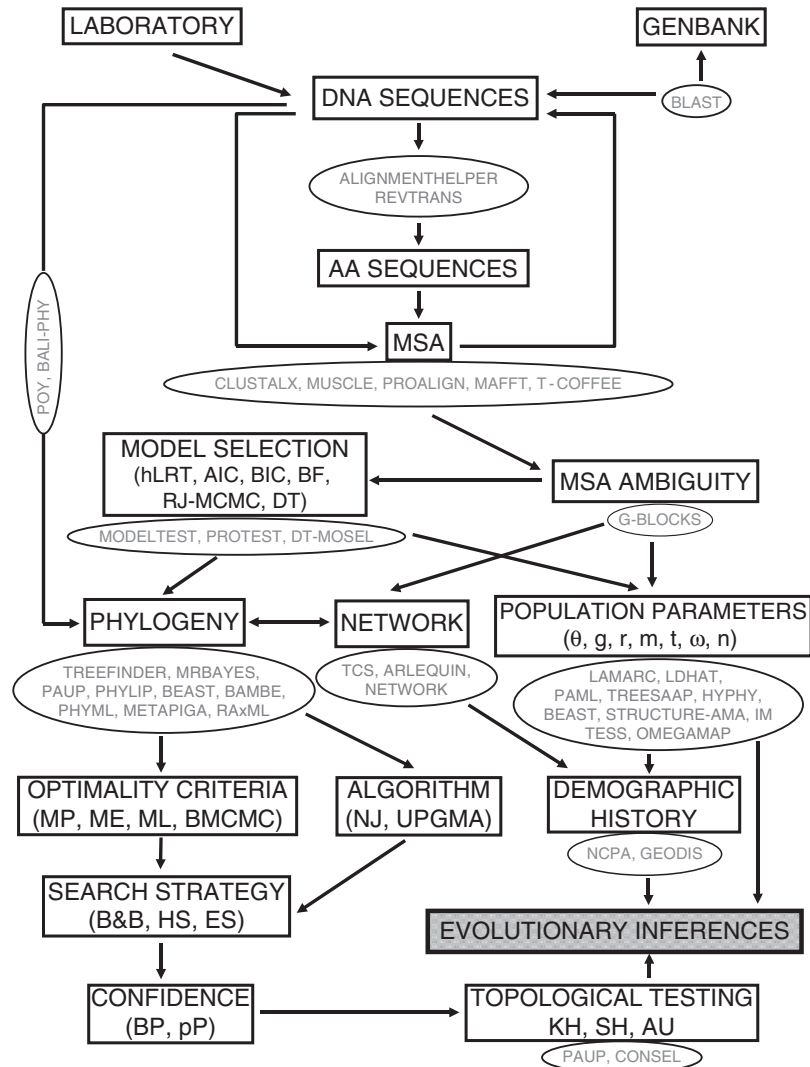 LABORATORY
GENBANK
DNA SEQUENCES
BLAST
ALIGNMENTHELPER
REVTRANS
AA SEQUENCES
MSA
CLUSTALX, MUSCLE, PROALIGN, MAFFT, T-COFFEE
POY, BALI-PHY
MODEL SELECTION
(hLRT, AIC, BIC, BF,
RJ-MCMC, DT)
MODELTEST, PROTEST, DT-MOSEL
MSA AMBIGUITY
G-BLOCKS
PHYLOGENY
TREEFINDER, MRBAYES,
PAUP, PHYLIP, BEAST, BAMBE,
PHYML, METAPIGA, RAxML
NETWORK
TCS, ARLEQUIN,
NETWORK
POPULATION PARAMETERS
(θ, g, r, m, t, ω, n)
LAMARC, LDHAT,
PAML, TREESAAP, HYPHY,
BEAST, STRUCTURE-AMA, IM
TESS, OMEGAMAP
OPTIMALITY CRITERIA
(MP, ME, ML, BMCMC)
ALGORITHM
(NJ, UPGMA)
DEMOGRAPHIC
HISTORY
NCPA, GEODIS
SEARCH STRATEGY
(B&B, HS, ES)
EVOLUTIONARY INFERENCES
CONFIDENCE
(BP, pP)
TOPOLOGICAL TESTING
KH, SH, AU
PAUP, CONSEL